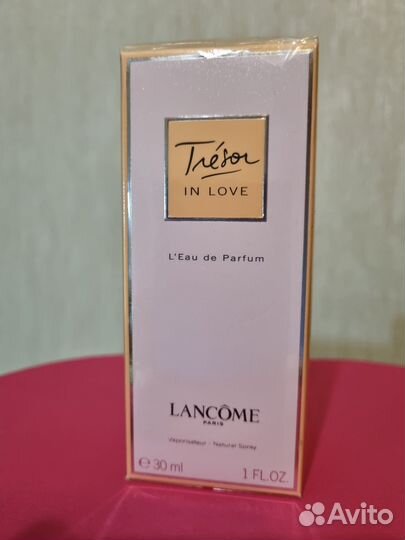 Trésor
IN LOVE
L'Eau de Parfum
LANCÔME
PARIS
Vaporisateur - Natural Spray
℮ 30 ml 1 FL.OZ.
Avito